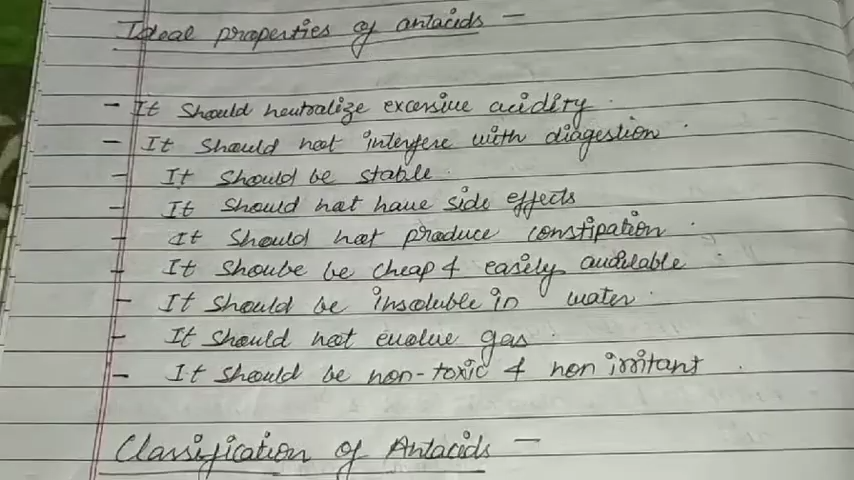 Ideal properties of antacids -
- It should neutralize excessive acidity.
- It should not interfere with diagestion.
- It should be stable.
- It should not have side effects
- It should not produce constipation.
- It shoube be cheap & easily available.
- It should be insoluble in water.
- It should not evolve gas.
- It should be non-toxic & non irritant.
Classification of Antacids -